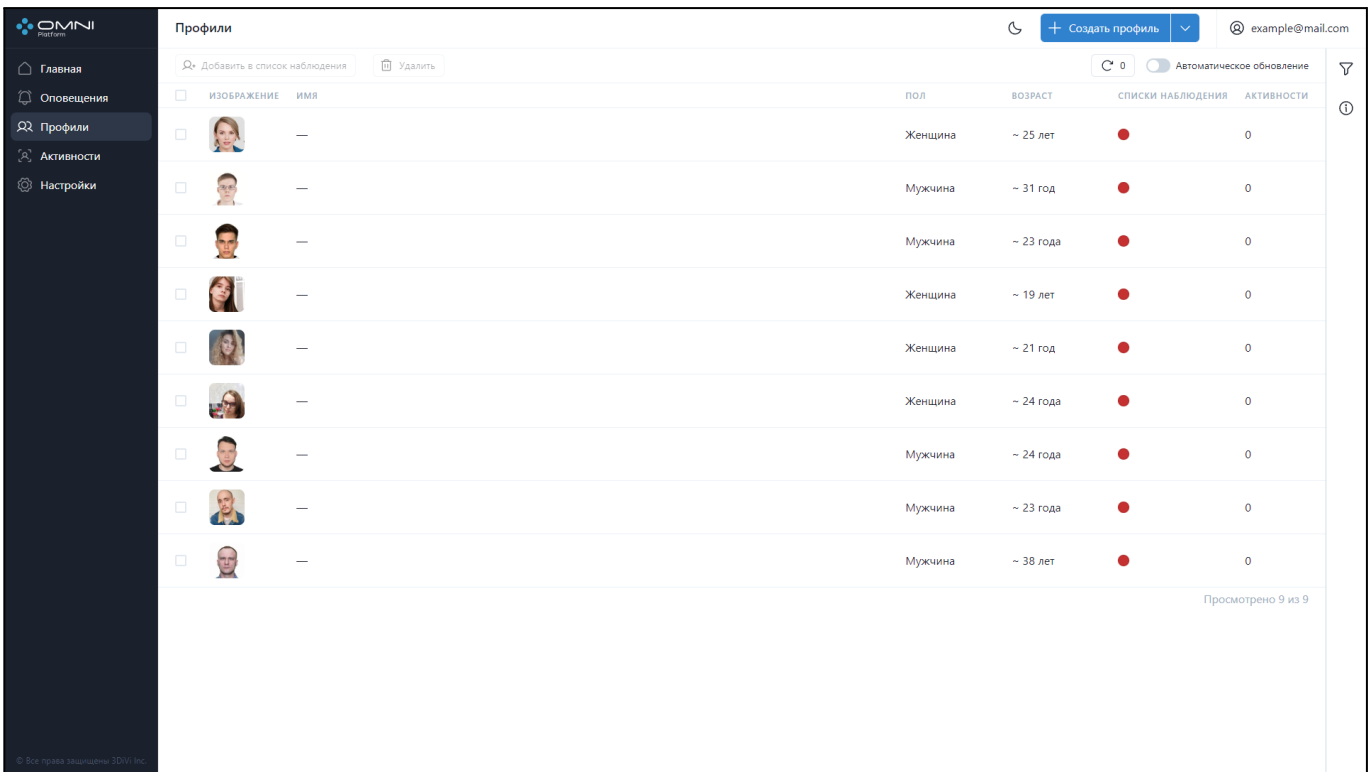 OMNI
Platform
Профили
Создать профиль
example@mail.com
Главная
Оповещения
Профили
Активности
Настройки
Добавить в список наблюдения
Удалить
0
Автоматическое обновление
ИЗОБРАЖЕНИЕ ИМЯ ПОЛ ВОЗРАСТ СПИСКИ НАБЛЮДЕНИЯ АКТИВНОСТИ
— Женщина ~ 25 лет 0
— Мужчина ~ 31 год 0
— Мужчина ~ 23 года 0
— Женщина ~ 19 лет 0
— Женщина ~ 21 год 0
— Женщина ~ 24 года 0
— Мужчина ~ 24 года 0
— Мужчина ~ 23 года 0
— Мужчина ~ 38 лет 0
Просмотрено 9 из 9
© Все права защищены 3DiVi Inc.